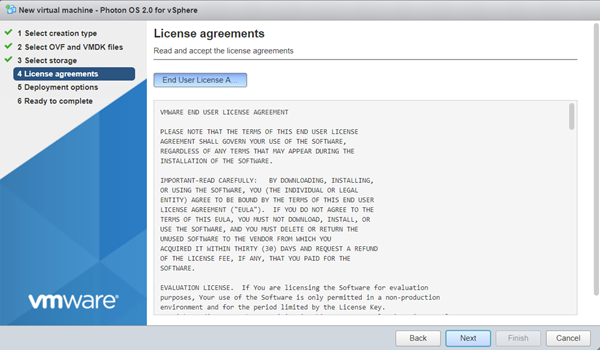 New virtual machine - Photon OS 2.0 for vSphere
1 Select creation type
2 Select OVF and VMDK files
3 Select storage
4 License agreements
5 Deployment options
6 Ready to complete
vmware
License agreements
Read and accept the license agreements
End User License A...
VMWARE END USER LICENSE AGREEMENT
PLEASE NOTE THAT THE TERMS OF THIS END USER LICENSE
AGREEMENT SHALL GOVERN YOUR USE OF THE SOFTWARE,
REGARDLESS OF ANY TERMS THAT MAY APPEAR DURING THE
INSTALLATION OF THE SOFTWARE.
IMPORTANT-READ CAREFULLY: BY DOWNLOADING, INSTALLING,
OR USING THE SOFTWARE, YOU (THE INDIVIDUAL OR LEGAL
ENTITY) AGREE TO BE BOUND BY THE TERMS OF THIS END USER
LICENSE AGREEMENT ("EULA"). IF YOU DO NOT AGREE TO THE
TERMS OF THIS EULA, YOU MUST NOT DOWNLOAD, INSTALL, OR
USE THE SOFTWARE, AND YOU MUST DELETE OR RETURN THE
UNUSED SOFTWARE TO THE VENDOR FROM WHICH YOU
ACQUIRED IT WITHIN THIRTY (30) DAYS AND REQUEST A REFUND
OF THE LICENSE FEE, IF ANY, THAT YOU PAID FOR THE
SOFTWARE.
EVALUATION LICENSE. If You are licensing the Software for evaluation
purposes, Your use of the Software is only permitted in a non-production
environment and for the period limited by the License Key.
Back
Next
Finish
Cancel